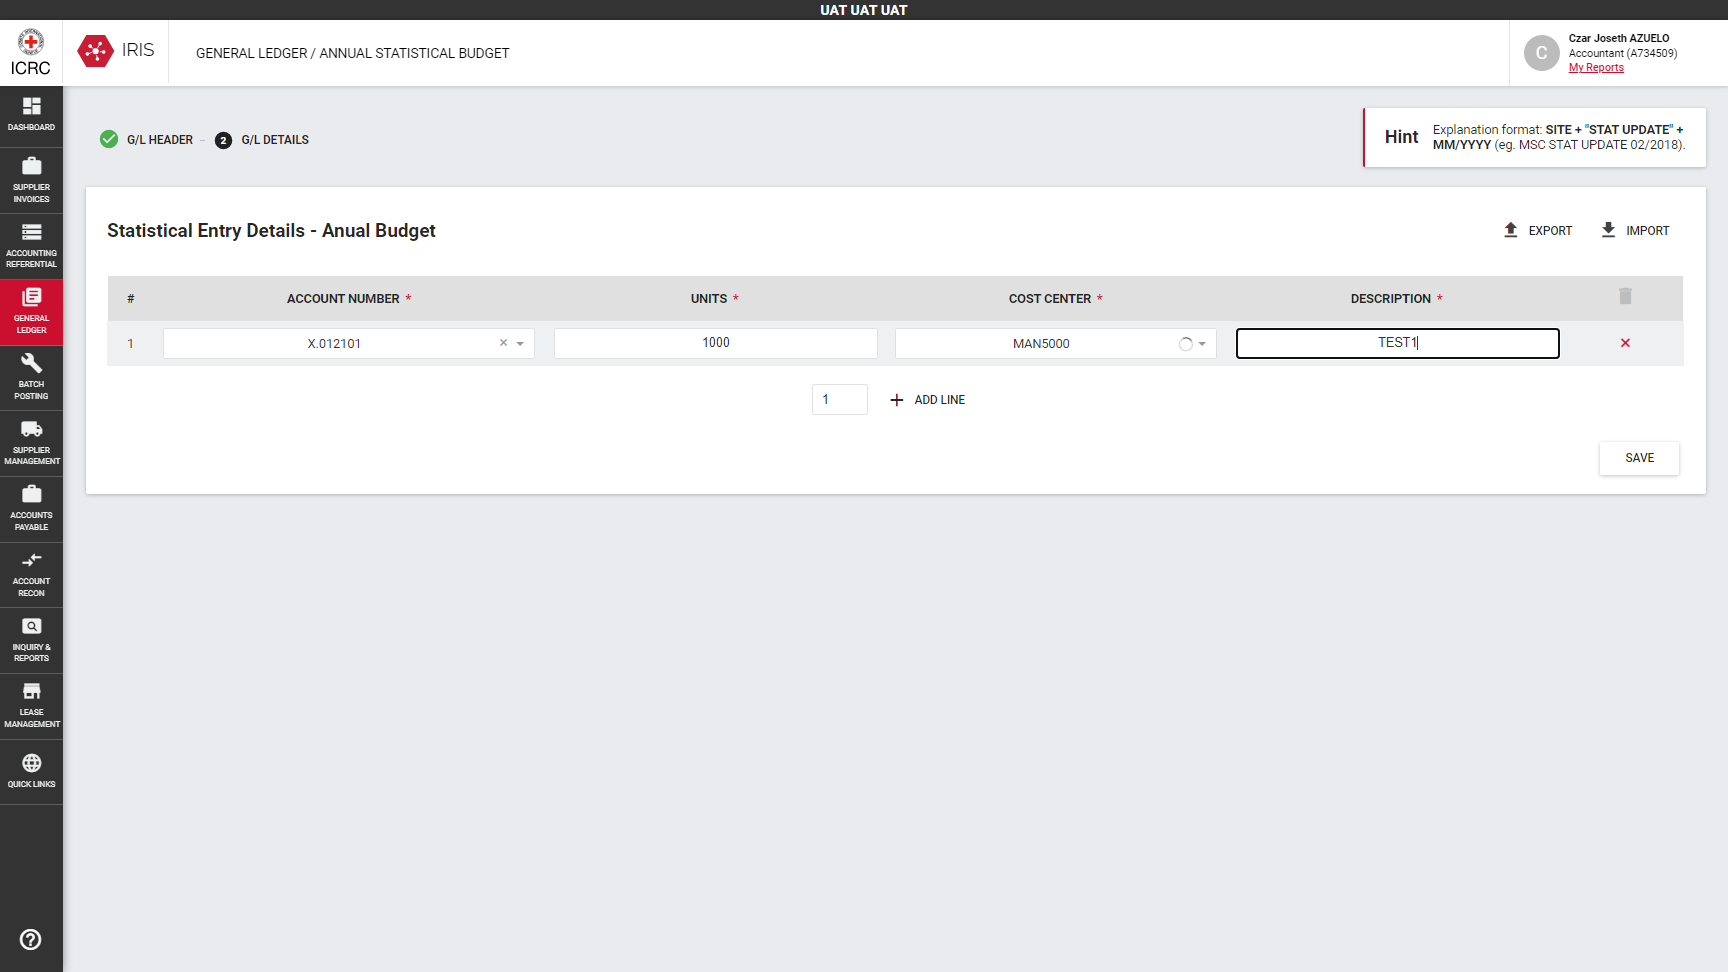 UAT UAT UAT
ICRC
IRIS
GENERAL LEDGER / ANNUAL STATISTICAL BUDGET
C
Czar Joseth AZUELO
Accountant (A734509)
My Reports
DASHBOARD
SUPPLIER
INVOICES
ACCOUNTING
REFERENTIAL
GENERAL
LEDGER
BATCH
POSTING
SUPPLIER
MANAGEMENT
ACCOUNTS
PAYABLE
ACCOUNT
RECON
INQUIRY &
REPORTS
LEASE
MANAGEMENT
QUICK LINKS
G/L HEADER
2 G/L DETAILS
Hint
Explanation format: SITE + "STAT UPDATE" +
MM/YYYY (eg. MSC STAT UPDATE 02/2018).
Statistical Entry Details - Anual Budget
EXPORT
IMPORT
# ACCOUNT NUMBER * UNITS * COST CENTER * DESCRIPTION *
1 X.012101 × 1000 MAN5000 TEST1
1 + ADD LINE
SAVE